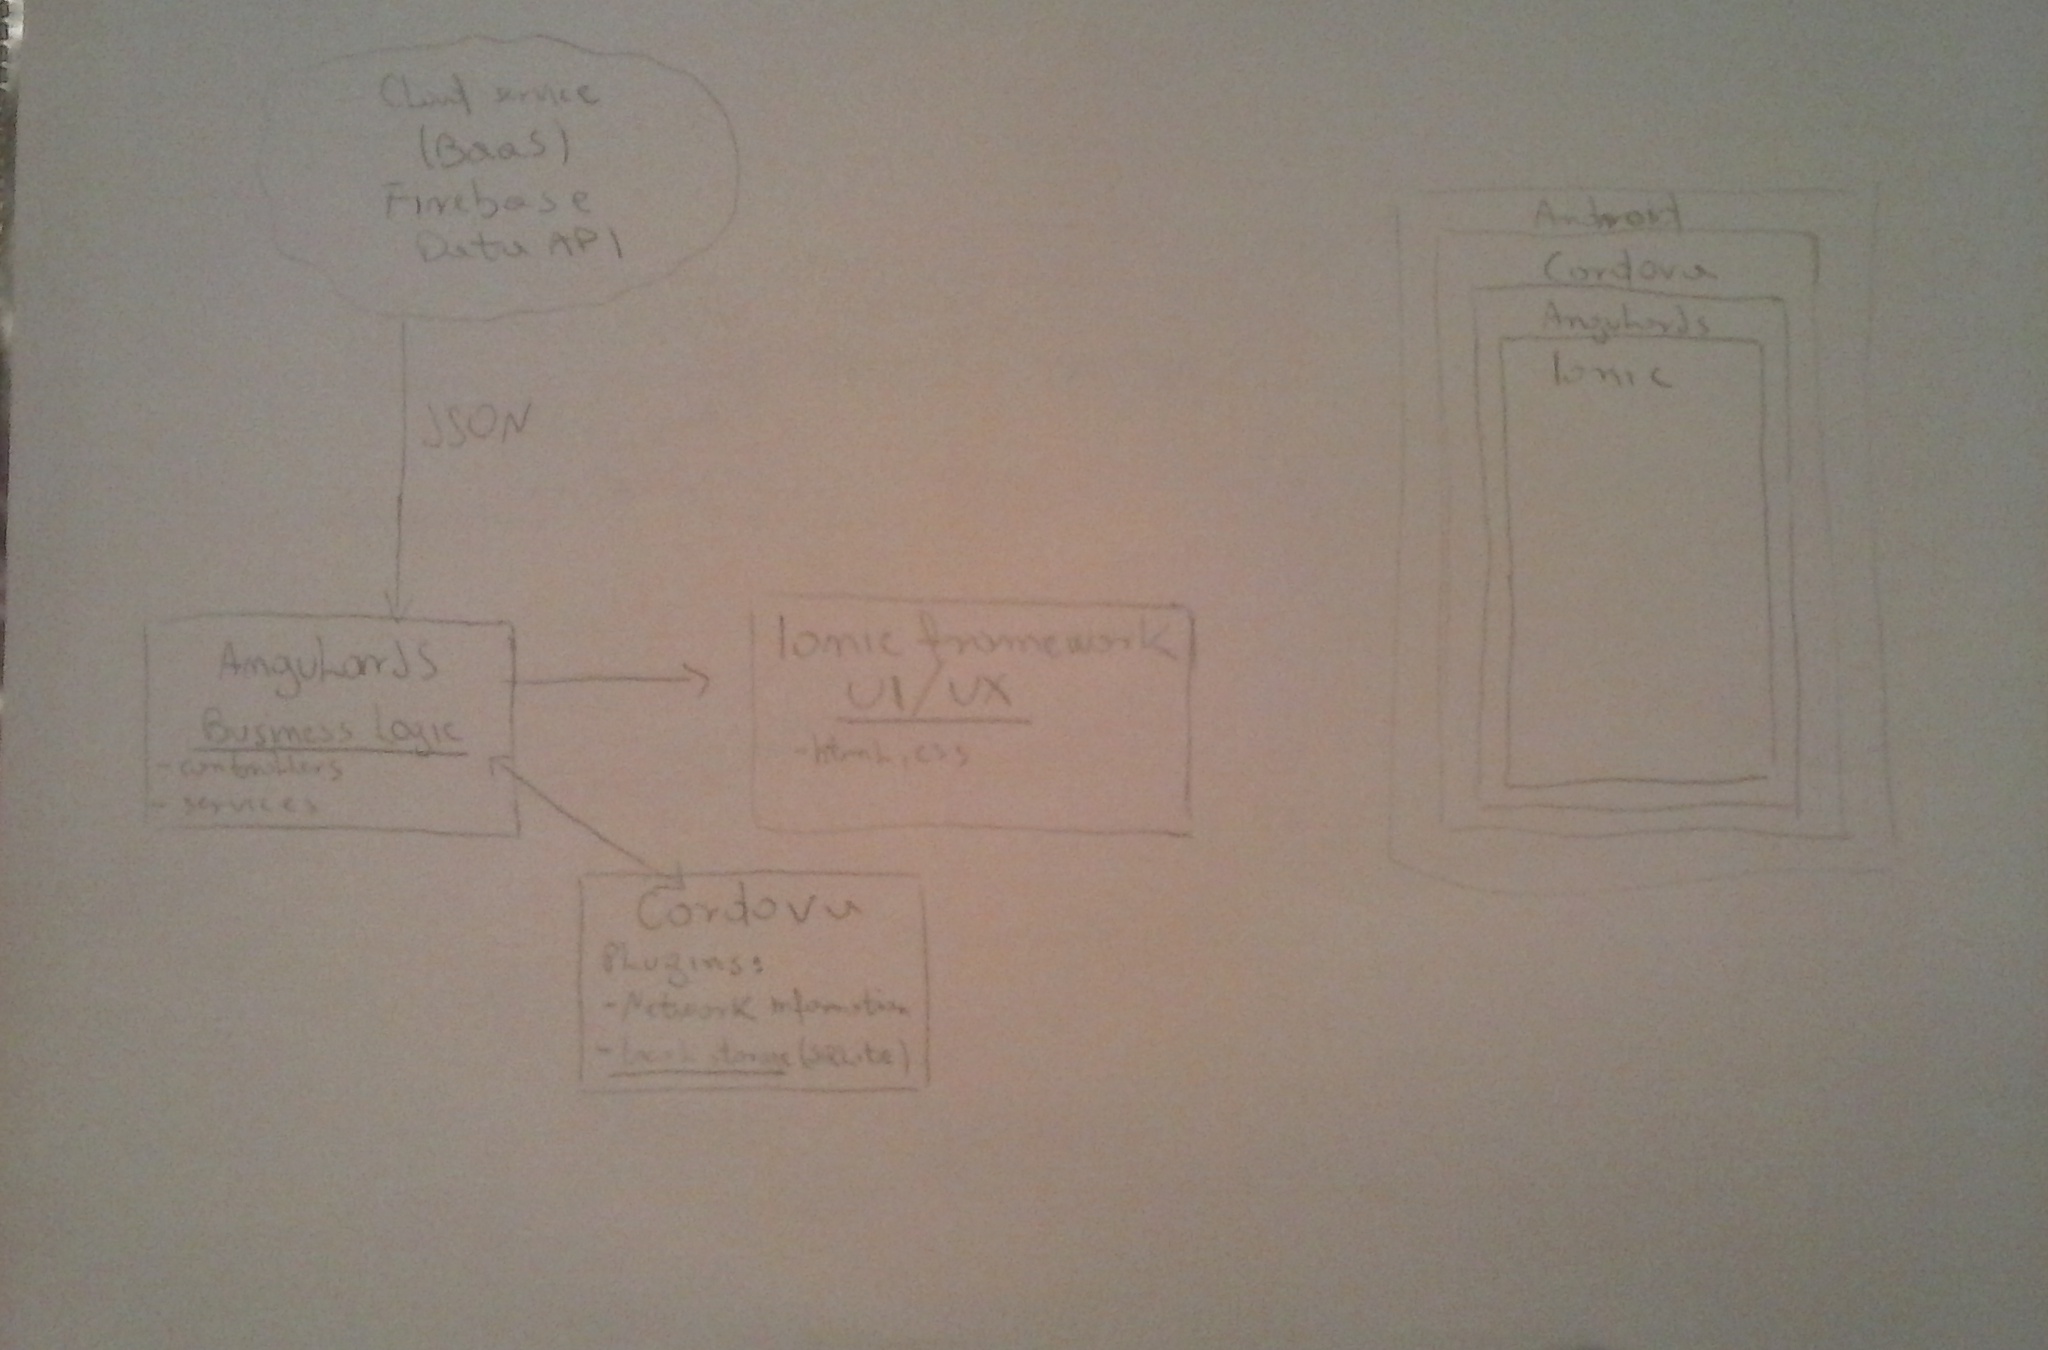 Cloud service
(BaaS)
Firebase
Data API
JSON
AngularJS
Business Logic
- controllers
- services
Ionic framework
UI/UX
- html, css
Cordova
Plugins:
- Network information
- Local storage (SQLite)
Android
Cordova
AngularJS
Ionic